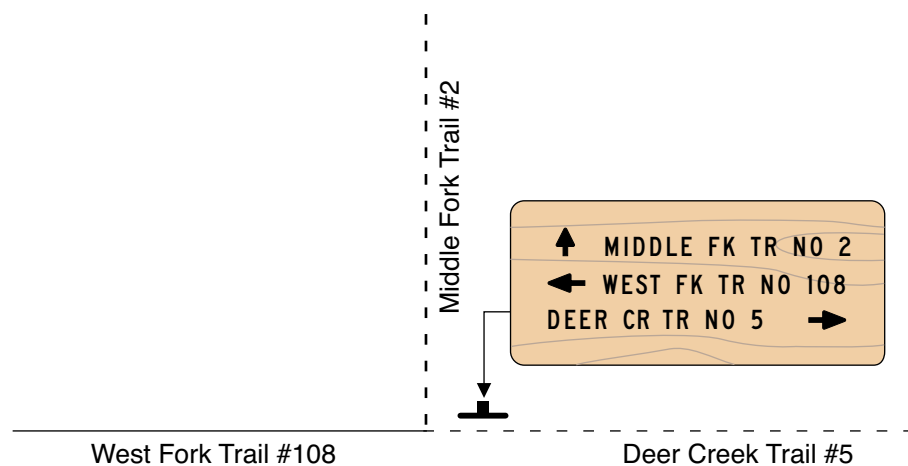 Middle Fork Trail #2
MIDDLE FK TR NO 2
WEST FK TR NO 108
DEER CR TR NO 5
West Fork Trail #108
Deer Creek Trail #5